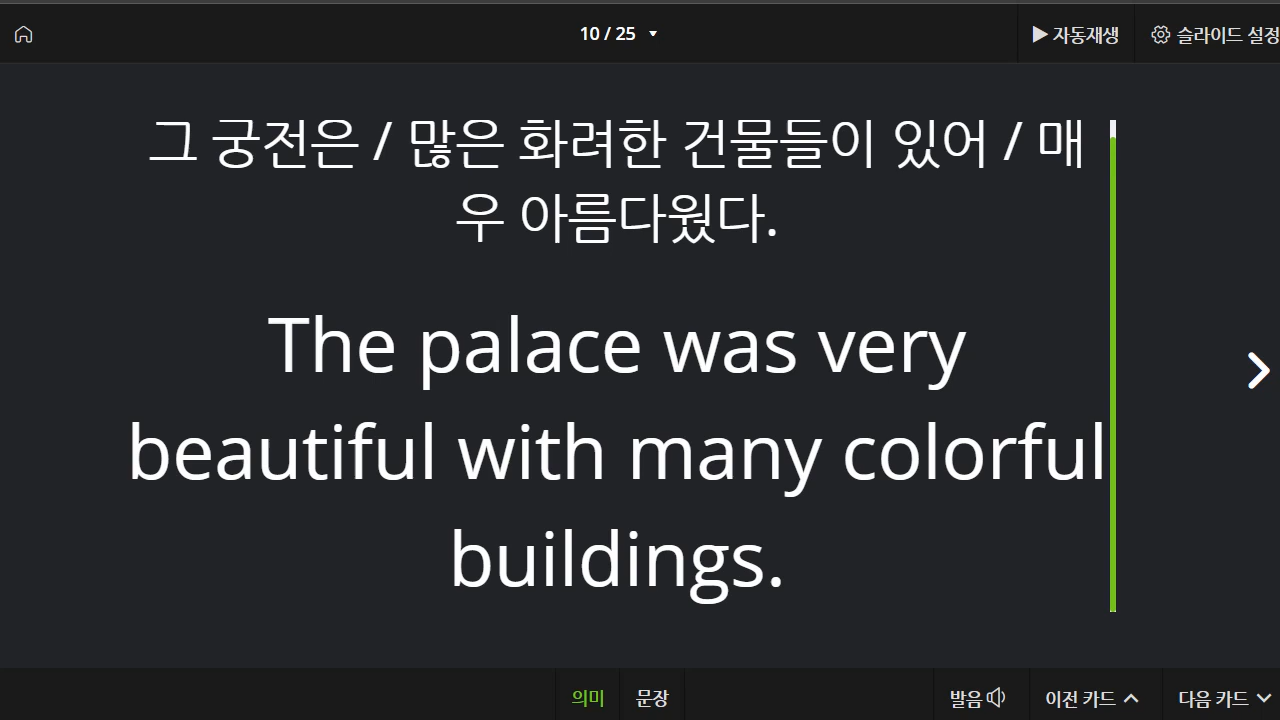 10 / 25
자동재생
슬라이드 설정
그 궁전은 / 많은 화려한 건물들이 있어 / 매
우 아름다웠다.
The palace was very
beautiful with many colorful
buildings.
의미
문장
발음
이전 카드
다음 카드